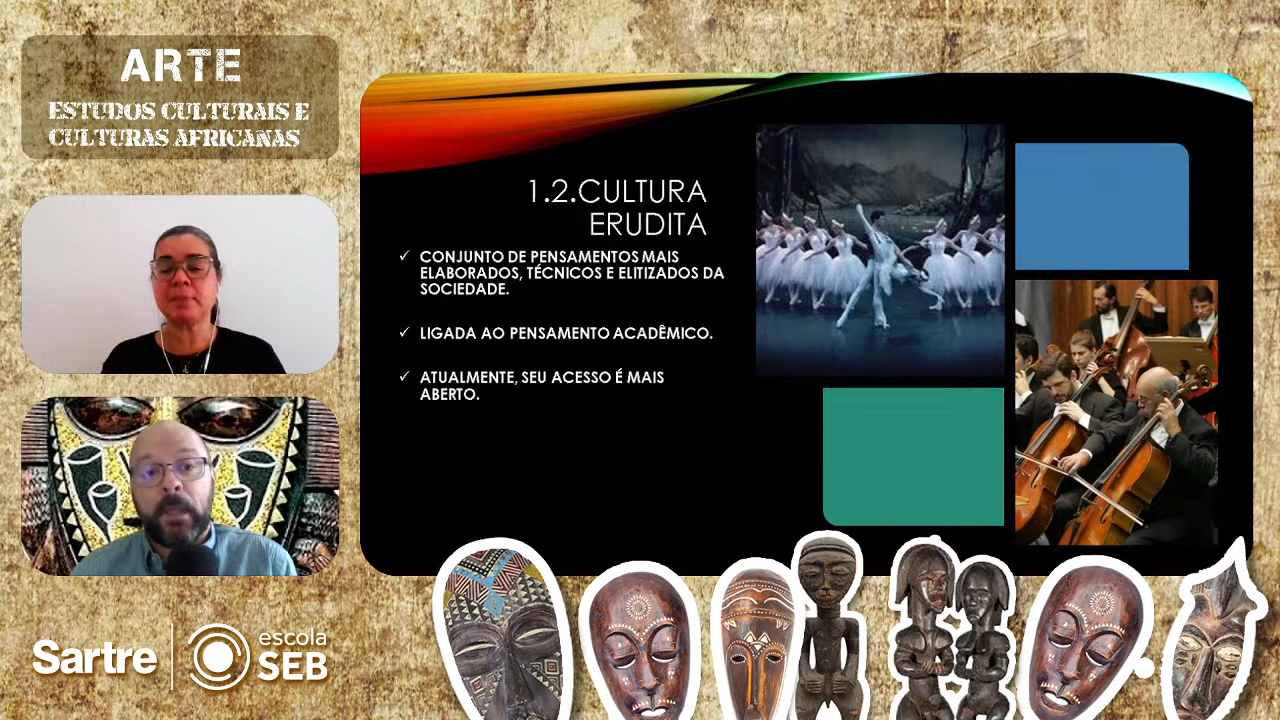 ARTE
ESTUDOS CULTURAIS E
CULTURAS AFRICANAS
1.2.CULTURA
ERUDITA
✓ CONJUNTO DE PENSAMENTOS MAIS
ELABORADOS, TÉCNICOS E ELITIZADOS DA
SOCIEDADE.
✓ LIGADA AO PENSAMENTO ACADÊMICO.
✓ ATUALMENTE, SEU ACESSO É MAIS
ABERTO.
Sartre
escola
SEB